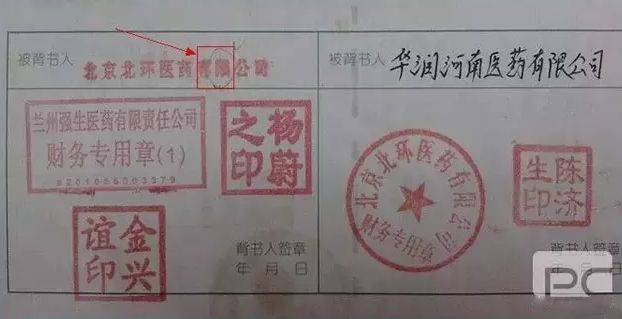 被背书人
北京北环医药有限公司
兰州强生医药有限责任公司
财务专用章(1)
杨蔚之印
金兴谊印
背书人签章
年 月 日
被背书人
华润河南医药有限公司
北京北环医药有限公司
财务专用章
陈济生印
背书人签章
年 月 日
PC